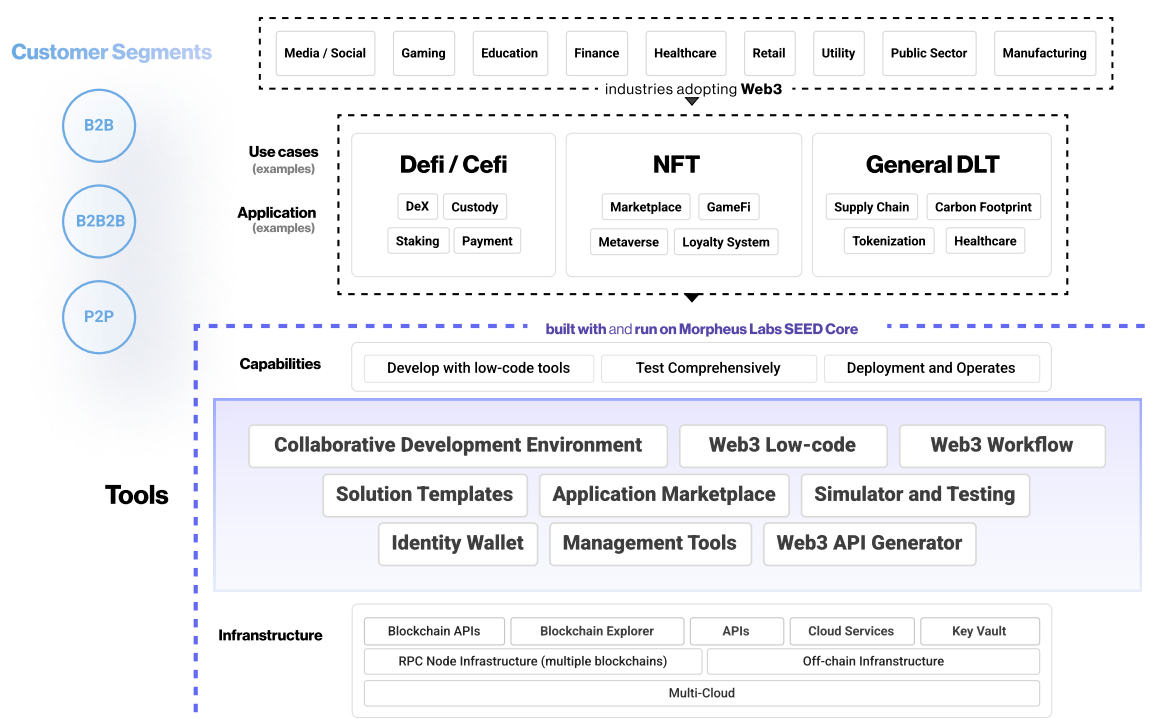 Customer Segments
B2B
B2B2B
P2P
Media / Social
Gaming
Education
Finance
Healthcare
Retail
Utility
Public Sector
Manufacturing
industries adopting Web3
Use cases
(examples)
Application
(examples)
Defi / Cefi
DeX
Custody
Staking
Payment
NFT
Marketplace
GameFi
Metaverse
Loyalty System
General DLT
Supply Chain
Carbon Footprint
Tokenization
Healthcare
built with and run on Morpheus Labs SEED Core
Capabilities
Develop with low-code tools
Test Comprehensively
Deployment and Operates
Tools
Collaborative Development Environment
Web3 Low-code
Web3 Workflow
Solution Templates
Application Marketplace
Simulator and Testing
Identity Wallet
Management Tools
Web3 API Generator
Infranstructure
Blockchain APIs
Blockchain Explorer
APIs
Cloud Services
Key Vault
RPC Node Infrastructure (multiple blockchains)
Off-chain Infranstructure
Multi-Cloud